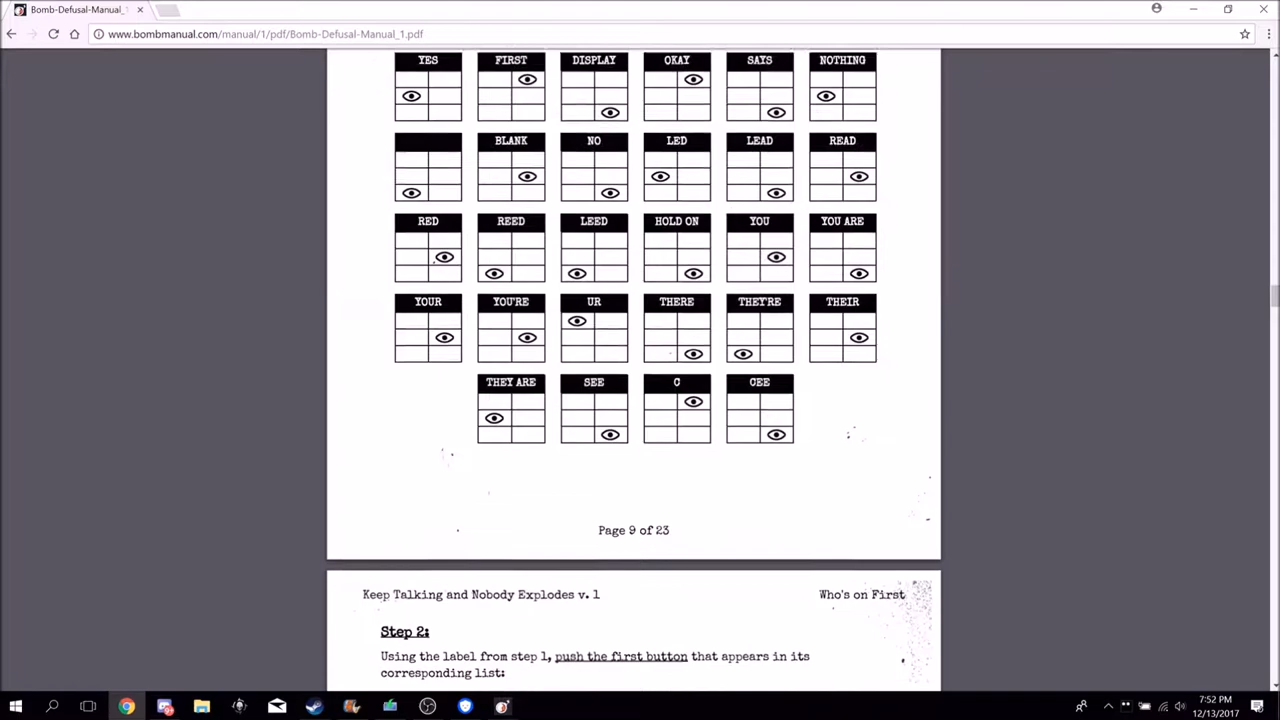 Bomb-Defusal-Manual_1
www.bombmanual.com/manual/1/pdf/Bomb-Defusal-Manual_1.pdf
YES FIRST DISPLAY OKAY SAYS NOTHING
BLANK NO LED LEAD READ
RED REED LEED HOLD ON YOU YOU ARE
YOUR YOU'RE UR THERE THEY'RE THEIR
THEY ARE SEE C CEE
Page 9 of 23
Keep Talking and Nobody Explodes v. 1 Who's on First
Step 2:
Using the label from step 1, push the first button that appears in its
corresponding list:
7:52 PM
12/13/2017